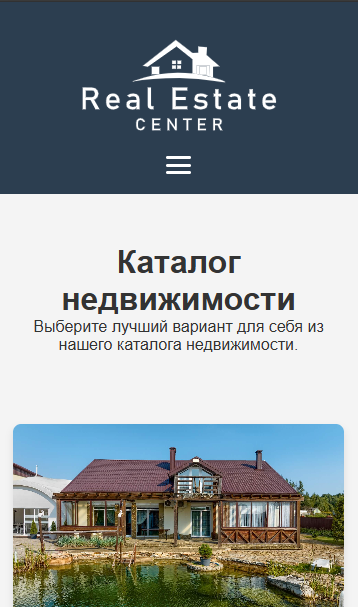 Real Estate
CENTER
Каталог
недвижимости
Выберите лучший вариант для себя из
нашего каталога недвижимости.